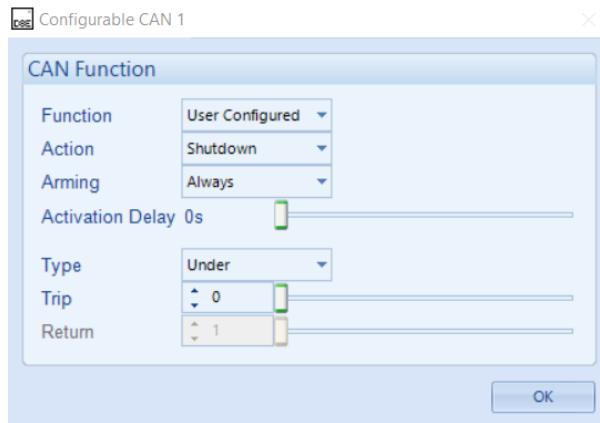 DSE Configurable CAN 1
CAN Function
Function User Configured
Action Shutdown
Arming Always
Activation Delay 0s
Type Under
Trip 0
Return 1
OK